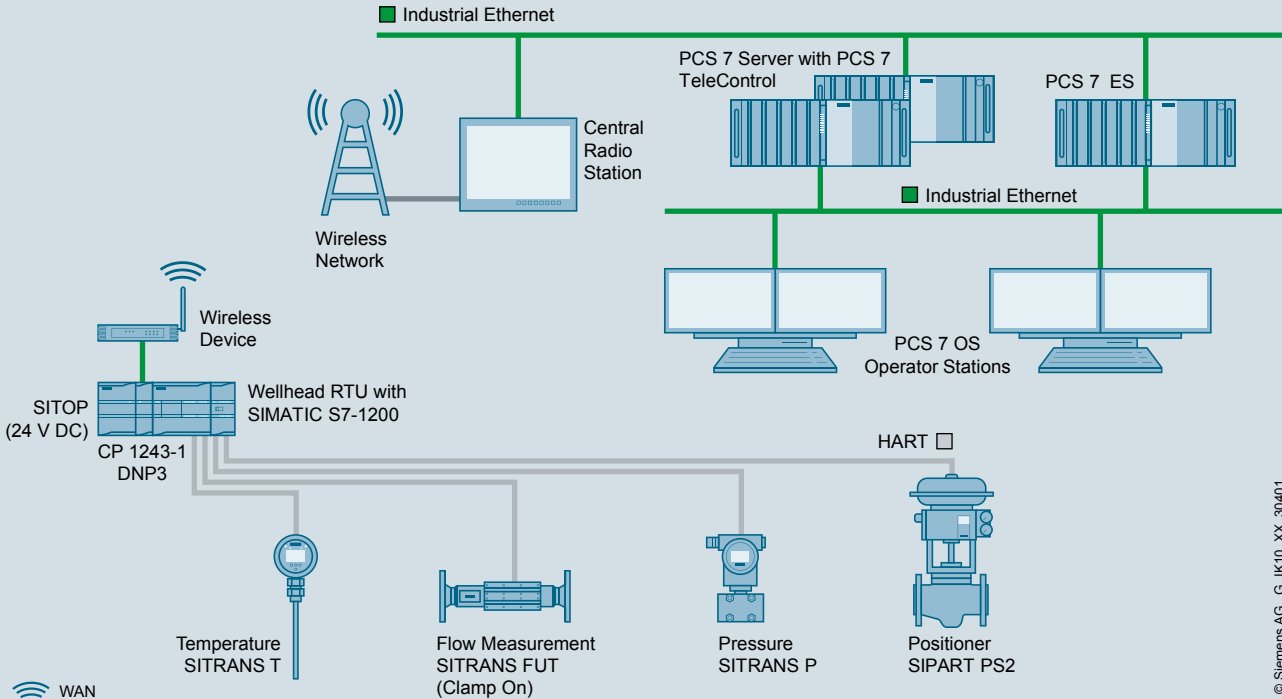 Industrial Ethernet
PCS 7 Server with PCS 7
TeleControl
PCS 7 ES
Central
Radio
Station
Industrial Ethernet
Wireless
Network
Wireless
Device
PCS 7 OS
Operator Stations
Wellhead RTU with
SIMATIC S7-1200
SITOP
(24 V DC)
CP 1243-1
DNP3
HART
Temperature
SITRANS T
Flow Measurement
SITRANS FUT
(Clamp On)
Pressure
SITRANS P
Positioner
SIPART PS2
WAN
© Siemens AG G_IK10_XX_30401